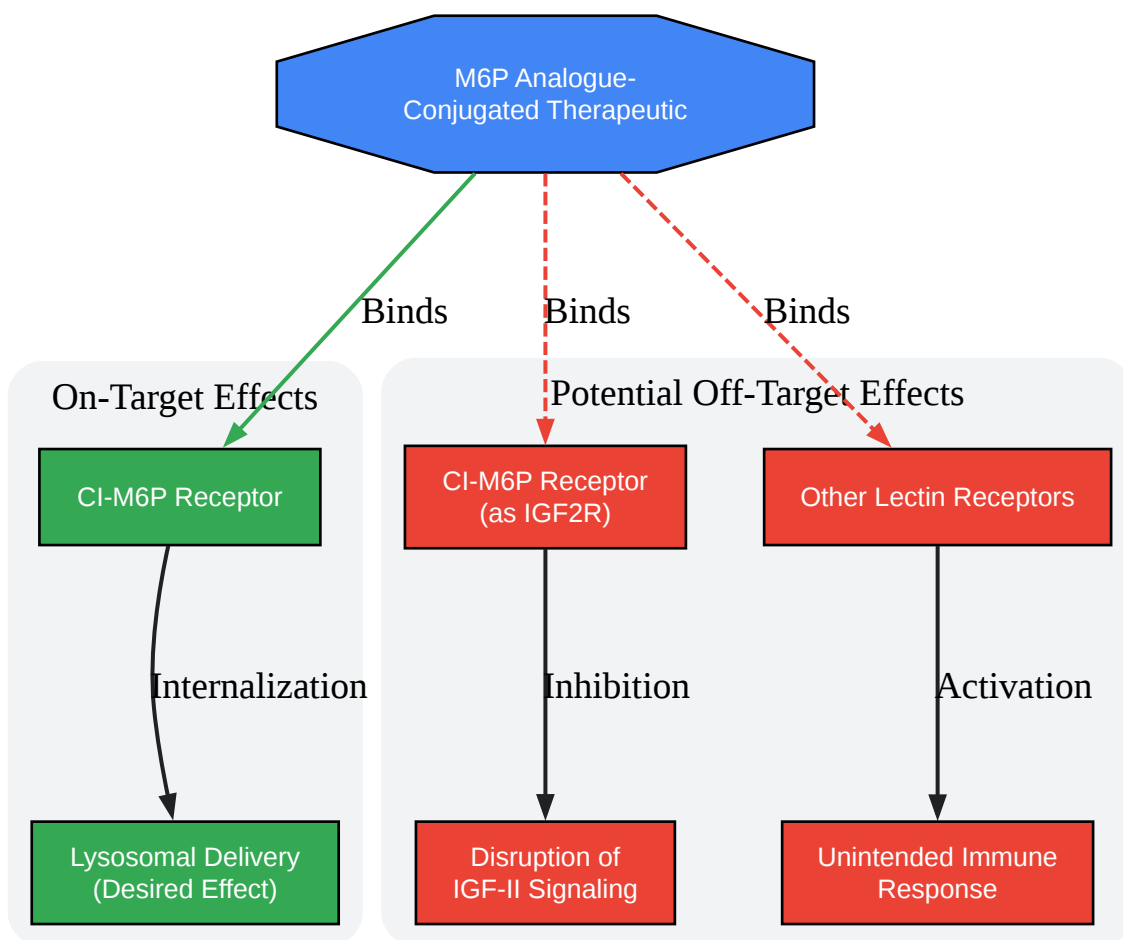 M6P Analogue-
Conjugated Therapeutic
Binds
Binds
Binds
On-Target Effects
Potential Off-Target Effects
CI-M6P Receptor
CI-M6P Receptor
(as IGF2R)
Other Lectin Receptors
Internalization
Inhibition
Activation
Lysosomal Delivery
(Desired Effect)
Disruption of
IGF-II Signaling
Unintended Immune
Response